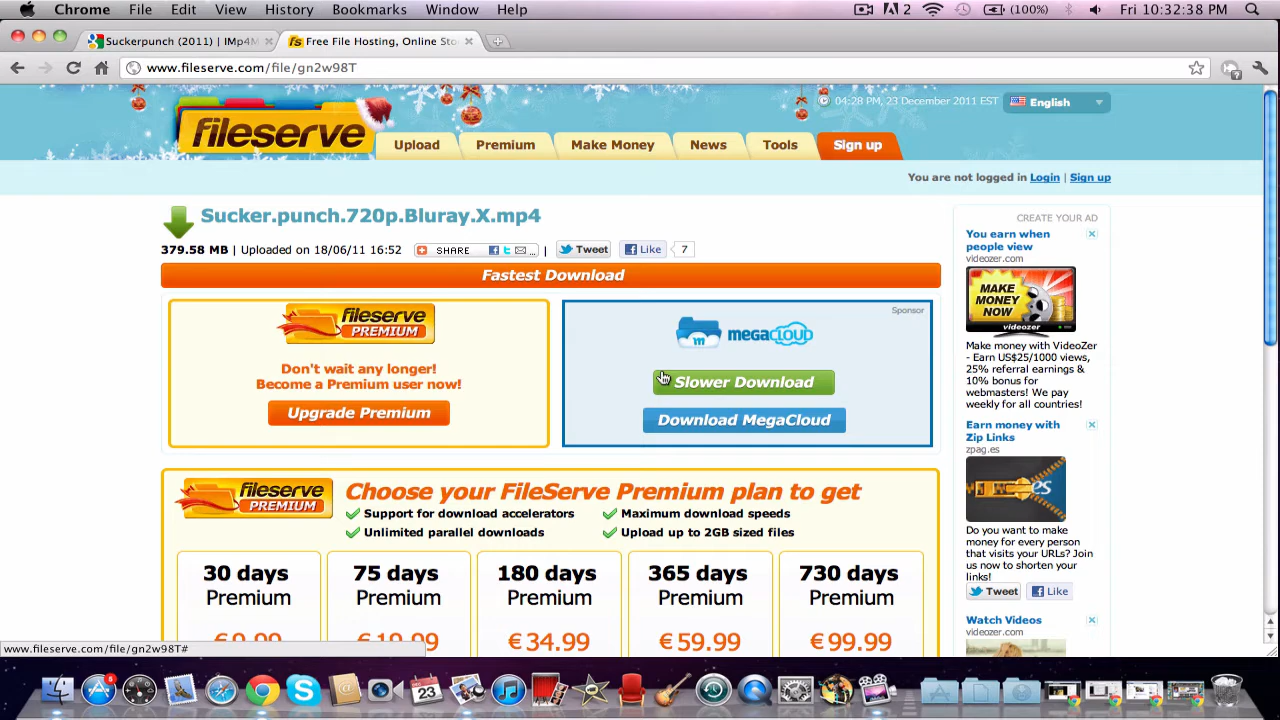 Chrome File Edit View History Bookmarks Window Help 2 (100%) Fri 10:32:38 PM
Suckerpunch (2011) | IMp4M Free File Hosting, Online Sto
www.fileserve.com/file/gn2w98T
04:28 PM, 23 December 2011 EST English
fileserve
Upload Premium Make Money News Tools Sign up
You are not logged in Login | Sign up
Sucker.punch.720p.Bluray.X.mp4
379.58 MB | Uploaded on 18/06/11 16:52 SHARE ... | Tweet Like 7
Fastest Download
fileserve
PREMIUM
Don't wait any longer!
Become a Premium user now!
Upgrade Premium
Sponsor
m MEGACLOUD
Slower Download
Download MegaCloud
fileserve
PREMIUM
Choose your FileServe Premium plan to get
Support for download accelerators Maximum download speeds
Unlimited parallel downloads Upload up to 2GB sized files
30 days 75 days 180 days 365 days 730 days
Premium Premium Premium Premium Premium
€9.99 €19.99 €34.99 €59.99 €99.99
CREATE YOUR AD
You earn when
people view
videozer.com
MAKE
MONEY
NOW
videozer
Make money with VideoZer
- Earn US$25/1000 views,
25% referral earnings &
10% bonus for
webmasters! We pay
weekly for all countries!
Earn money with
Zip Links
zpag.es
es
Do you want to make
money for every person
that visits your URLs? Join
us now to shorten your
links!
Tweet Like
Watch Videos
videozer.com
www.fileserve.com/file/gn2w98T#
23